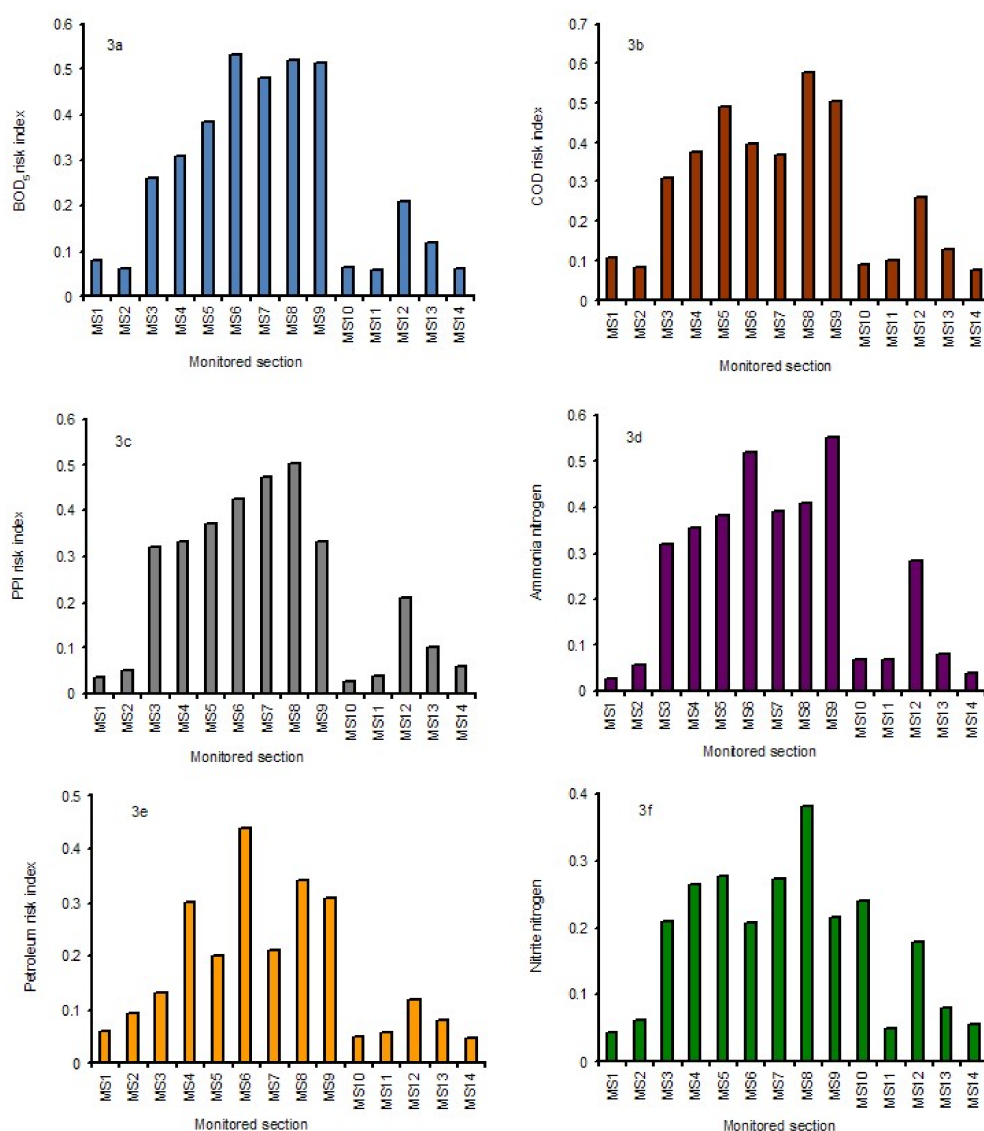 3a
BOD5 risk index
0.6
0.5
0.4
0.3
0.2
0.1
0
MS1 MS2 MS3 MS4 MS5 MS6 MS7 MS8 MS9 MS10 MS11 MS12 MS13 MS14
Monitored section
3b
COD risk index
0.7
0.6
0.5
0.4
0.3
0.2
0.1
0.0
MS1 MS2 MS3 MS4 MS5 MS6 MS7 MS8 MS9 MS10 MS11 MS12 MS13 MS14
Monitored section
3c
PPI risk index
0.6
0.5
0.4
0.3
0.2
0.1
0
MS1 MS2 MS3 MS4 MS5 MS6 MS7 MS8 MS9 MS10 MS11 MS12 MS13 MS14
Monitored section
3d
Ammonia nitrogen
0.6
0.5
0.4
0.3
0.2
0.1
0
MS1 MS2 MS3 MS4 MS5 MS6 MS7 MS8 MS9 MS10 MS11 MS12 MS13 MS14
Monitored section
3e
Petroleum risk index
0.5
0.4
0.3
0.2
0.1
0
MS1 MS2 MS3 MS4 MS5 MS6 MS7 MS8 MS9 MS10 MS11 MS12 MS13 MS14
Monitored section
3f
Nitrite nitrogen
0.4
0.3
0.2
0.1
0
MS1 MS2 MS3 MS4 MS5 MS6 MS7 MS8 MS9 MS10 MS11 MS12 MS13 MS14
Monitored section